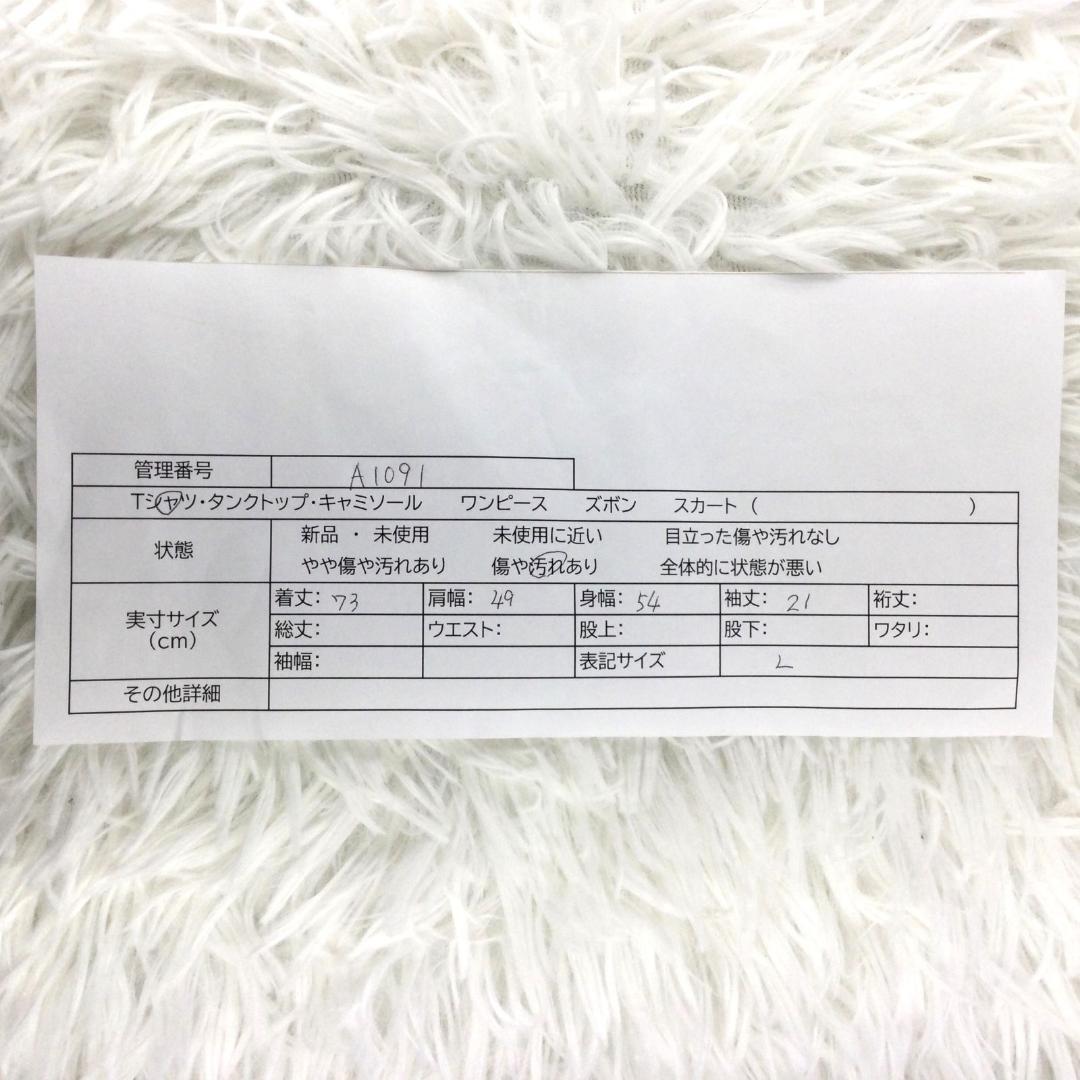 管理番号 A1091
Tシャツ・タンクトップ・キャミソール ワンピース ズボン スカート ( )
状態 新品 ・ 未使用 未使用に近い 目立った傷や汚れなし
やや傷や汚れあり 傷や汚れあり 全体的に状態が悪い
実寸サイズ (cm) 着丈: 73 肩幅: 49 身幅: 54 袖丈: 21 裄丈:
総丈: ウエスト: 股上: 股下: ワタリ:
袖幅: 表記サイズ L
その他詳細